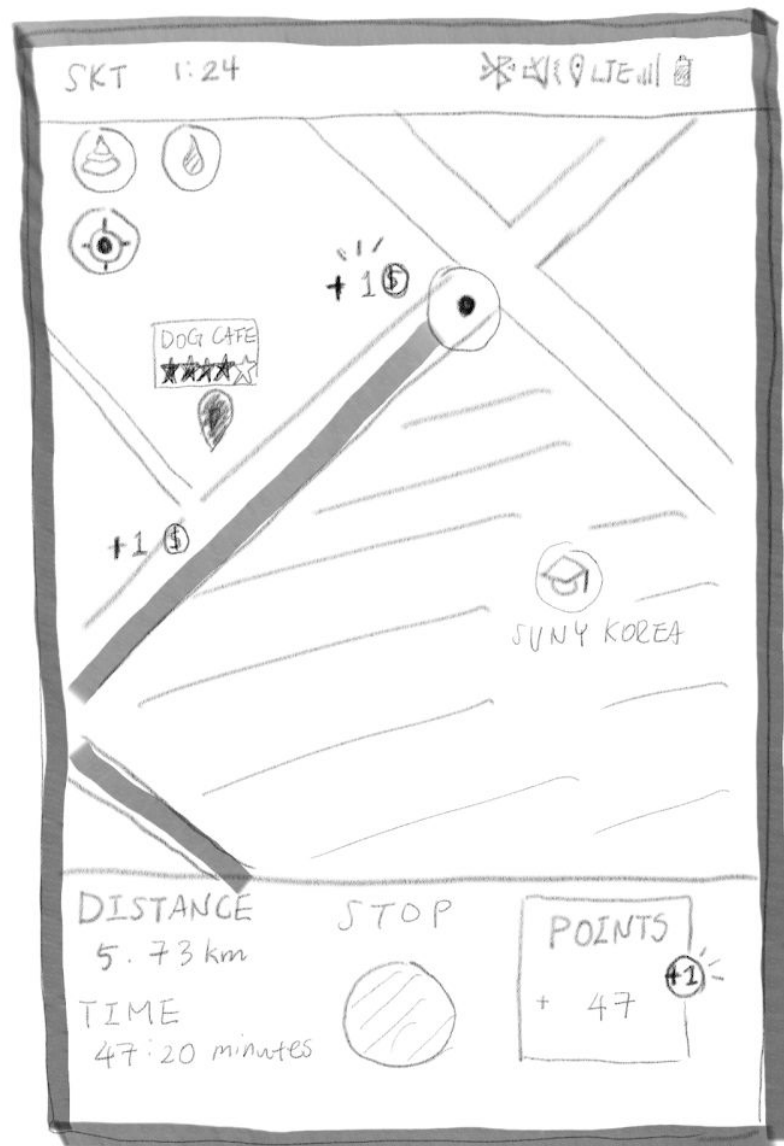 SKT 1:24 LTE
+1 $
DOG CAFE
+1 $
SUNY KOREA
DISTANCE
5.73 km
TIME
47:20 minutes
STOP
POINTS
+1
+ 47